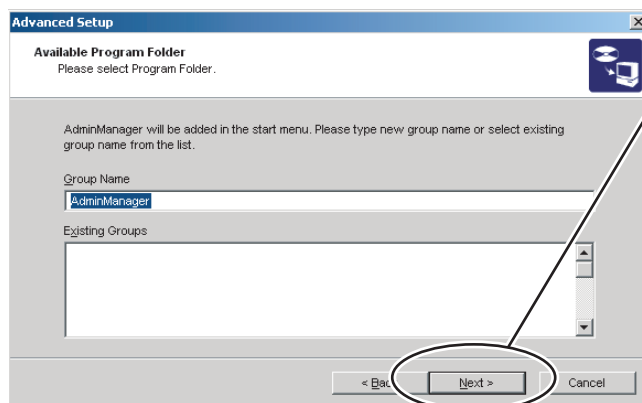 Advanced Setup
Available Program Folder
Please select Program Folder.
AdminManager will be added in the start menu. Please type new group name or select existing
group name from the list.
Group Name
AdminManager
Existing Groups
< Bac
Next >
Cancel